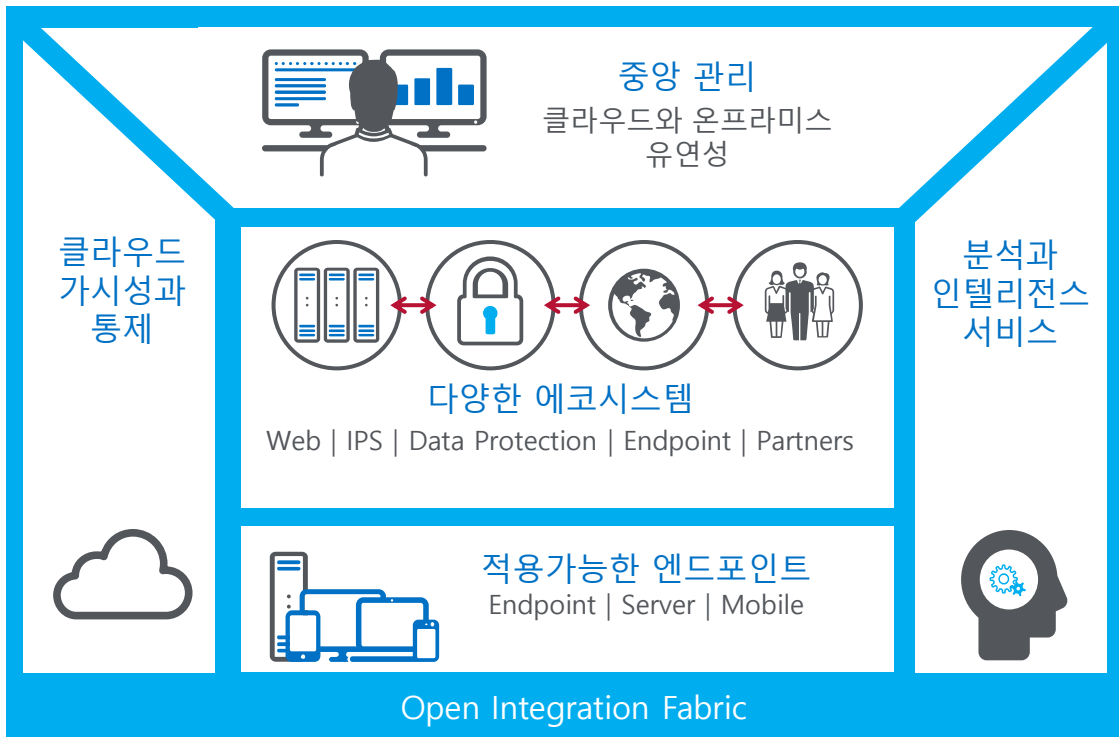 중앙 관리
클라우드와 온프라미스
유연성
클라우드
가시성과
통제
분석과
인텔리전스
서비스
다양한 에코시스템
Web | IPS | Data Protection | Endpoint | Partners
적용가능한 엔드포인트
Endpoint | Server | Mobile
Open Integration Fabric